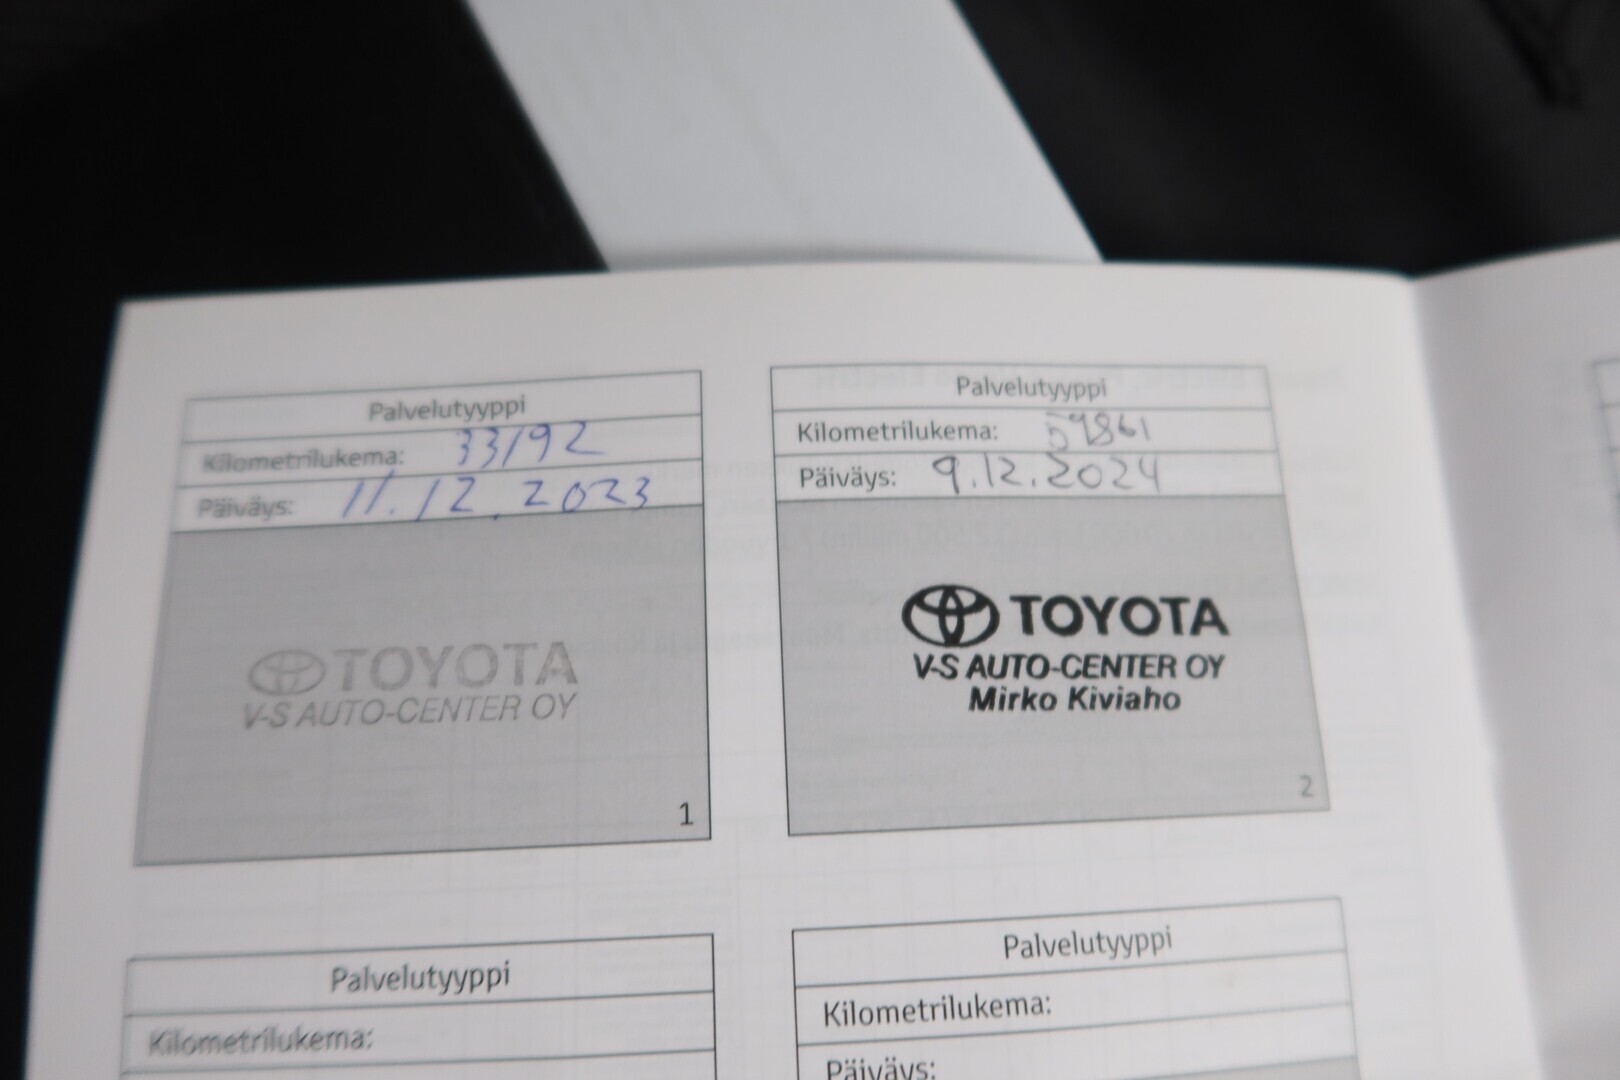 Palvelutyyppi
Kilometrilukema: 33192
Päiväys: 11.12.2023
TOYOTA
V-S AUTO-CENTER OY
1
Palvelutyyppi
Kilometrilukema: 59861
Päiväys: 9.12.2024
TOYOTA
V-S AUTO-CENTER OY
Mirko Kiviaho
2
Palvelutyyppi
Kilometrilukema:
Palvelutyyppi
Kilometrilukema:
Päiväys: